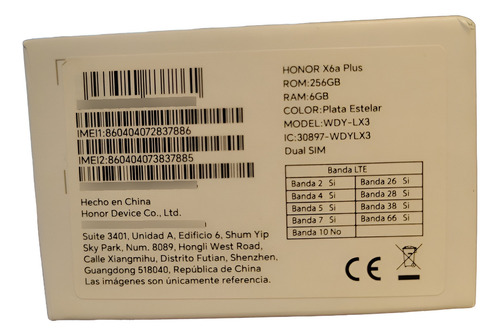 HONOR X6a Plus
ROM:256GB
RAM:6GB
COLOR:Plata Estelar
MODEL:WDY-LX3
IC:30897-WDYLX3
Dual SIM
IMEI1:860404072837886
IMEI2:860404073837885
Banda LTE
Banda 2 Si Banda 26 Si
Banda 4 Si Banda 28 Si
Banda 5 Si Banda 38 Si
Banda 7 Si Banda 66 Si
Banda 10 No
Hecho en China
Honor Device Co., Ltd.
Suite 3401, Unidad A, Edificio 6, Shum Yip
Sky Park, Num. 8089, Hongli West Road,
Calle Xiangmihu, Distrito Futian, Shenzhen,
Guangdong 518040, República de China
Las imágenes son únicamente referencia.
CE